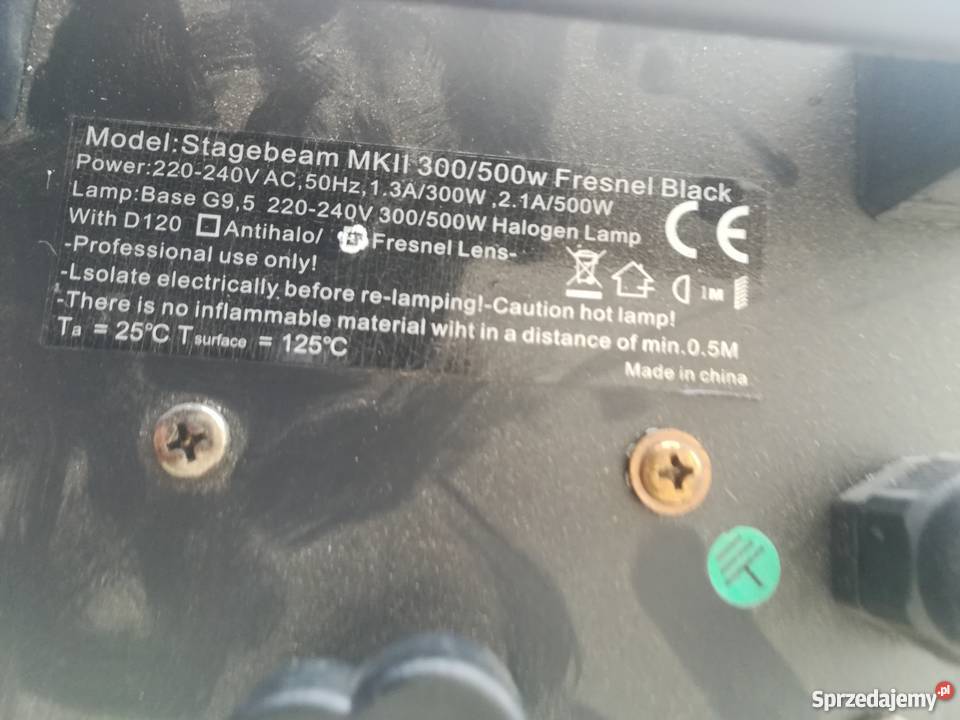 Model:Stagebeam MKII 300/500w Fresnel Black
Power:220-240V AC,50Hz,1.3A/300W ,2.1A/500W
Lamp:Base G9,5 220-240V 300/500W Halogen Lamp
With D120 Antihalo/ Fresnel Lens-
CE
-Professional use only!
1M
-Lsolate electrically before re-lamping!-Caution hot lamp!
-There is no inflammable material wiht in a distance of min.0.5M
Ta = 25°C Tsurface = 125°C
Made in china
Sprzedajemy.pl